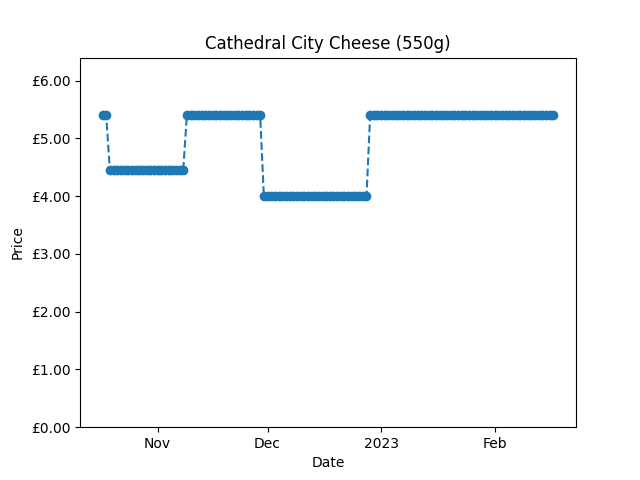 Cathedral City Cheese (550g)
£6.00
£5.00
£4.00
£3.00
£2.00
£1.00
£0.00
Price
Nov Dec 2023 Feb
Date